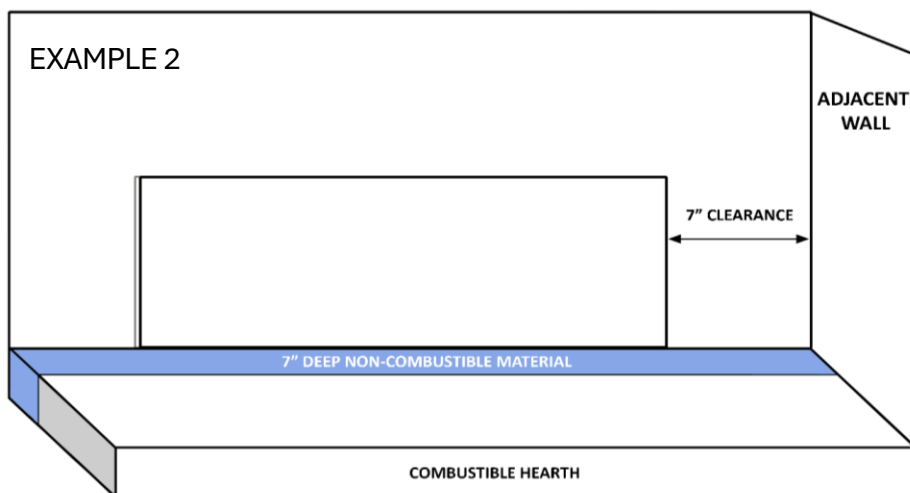 EXAMPLE 2
ADJACENT
WALL
7” CLEARANCE
7” DEEP NON-COMBUSTIBLE MATERIAL
COMBUSTIBLE HEARTH